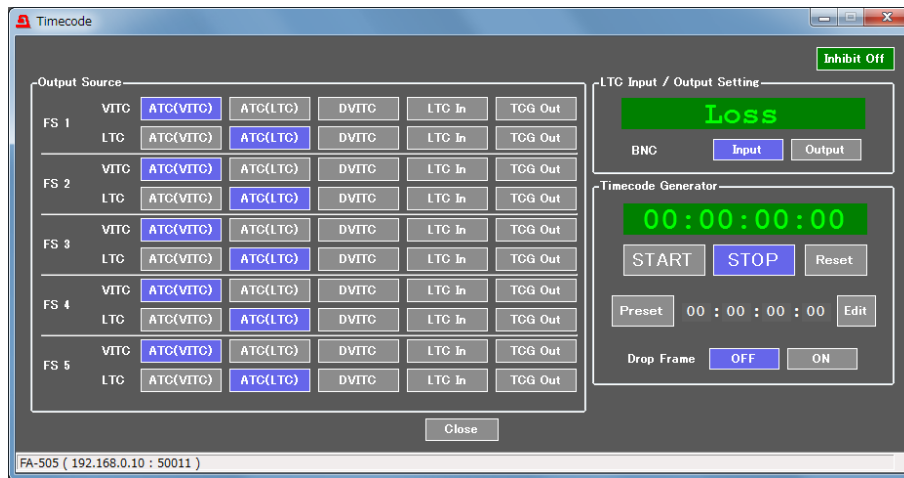 Timecode
Inhibit Off
Output Source
FS 1
VITC ATC(VITC) ATC(LTC) DVITC LTC In TCG Out
LTC ATC(VITC) ATC(LTC) DVITC LTC In TCG Out
FS 2
VITC ATC(VITC) ATC(LTC) DVITC LTC In TCG Out
LTC ATC(VITC) ATC(LTC) DVITC LTC In TCG Out
FS 3
VITC ATC(VITC) ATC(LTC) DVITC LTC In TCG Out
LTC ATC(VITC) ATC(LTC) DVITC LTC In TCG Out
FS 4
VITC ATC(VITC) ATC(LTC) DVITC LTC In TCG Out
LTC ATC(VITC) ATC(LTC) DVITC LTC In TCG Out
FS 5
VITC ATC(VITC) ATC(LTC) DVITC LTC In TCG Out
LTC ATC(VITC) ATC(LTC) DVITC LTC In TCG Out
LTC Input / Output Setting
Loss
BNC Input Output
Timecode Generator
00:00:00:00
START STOP Reset
Preset 00 : 00 : 00 : 00 Edit
Drop Frame OFF ON
Close
FA-505 ( 192.168.0.10 : 50011 )